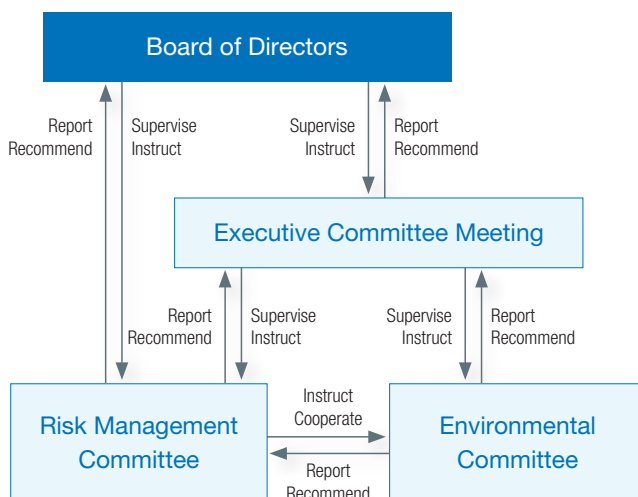 Board of Directors
Report
Recommend
Supervise
Instruct
Supervise
Instruct
Report
Recommend
Executive Committee Meeting
Report
Recommend
Supervise
Instruct
Supervise
Instruct
Report
Recommend
Risk Management
Committee
Instruct
Cooperate
Report
Recommend
Environmental
Committee